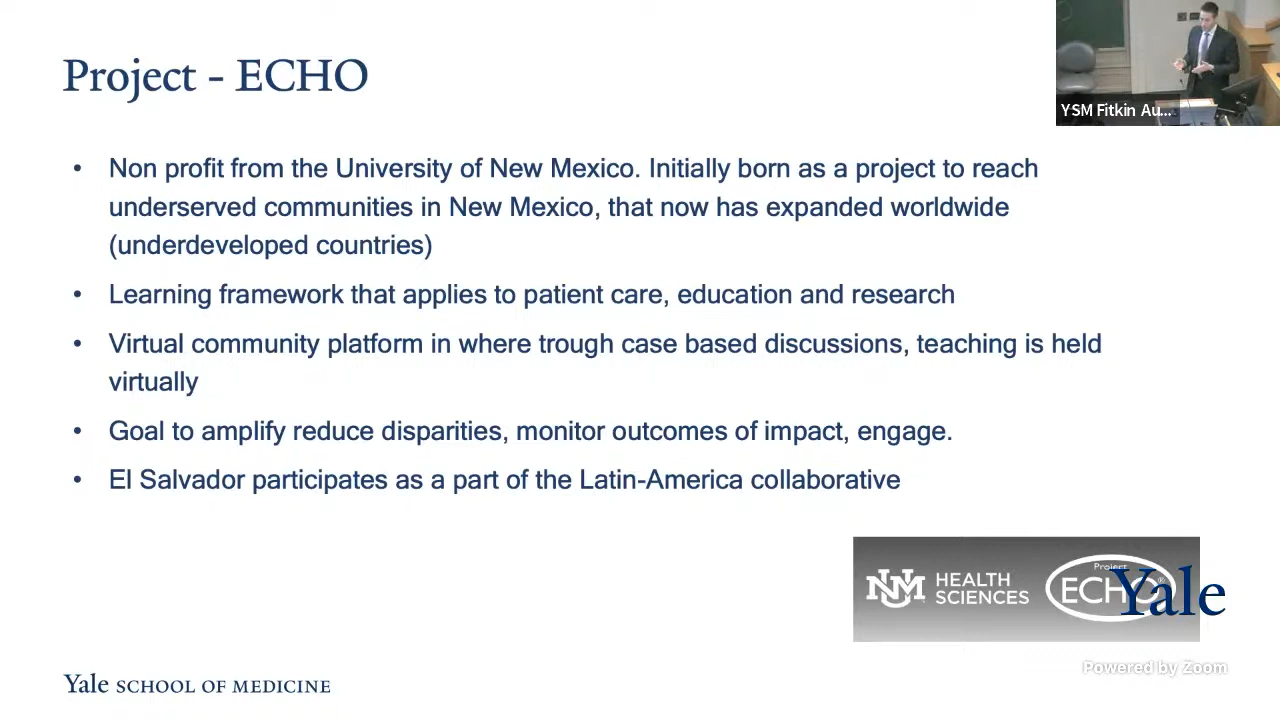 Project - ECHO
YSM Fitkin Au...
• Non profit from the University of New Mexico. Initially born as a project to reach
underserved communities in New Mexico, that now has expanded worldwide
(underdeveloped countries)
• Learning framework that applies to patient care, education and research
• Virtual community platform in where trough case based discussions, teaching is held
virtually
• Goal to amplify reduce disparities, monitor outcomes of impact, engage.
• El Salvador participates as a part of the Latin-America collaborative
UNM HEALTH
SCIENCES
Project
ECHO®
Yale
Powered by Zoom
Yale SCHOOL OF MEDICINE